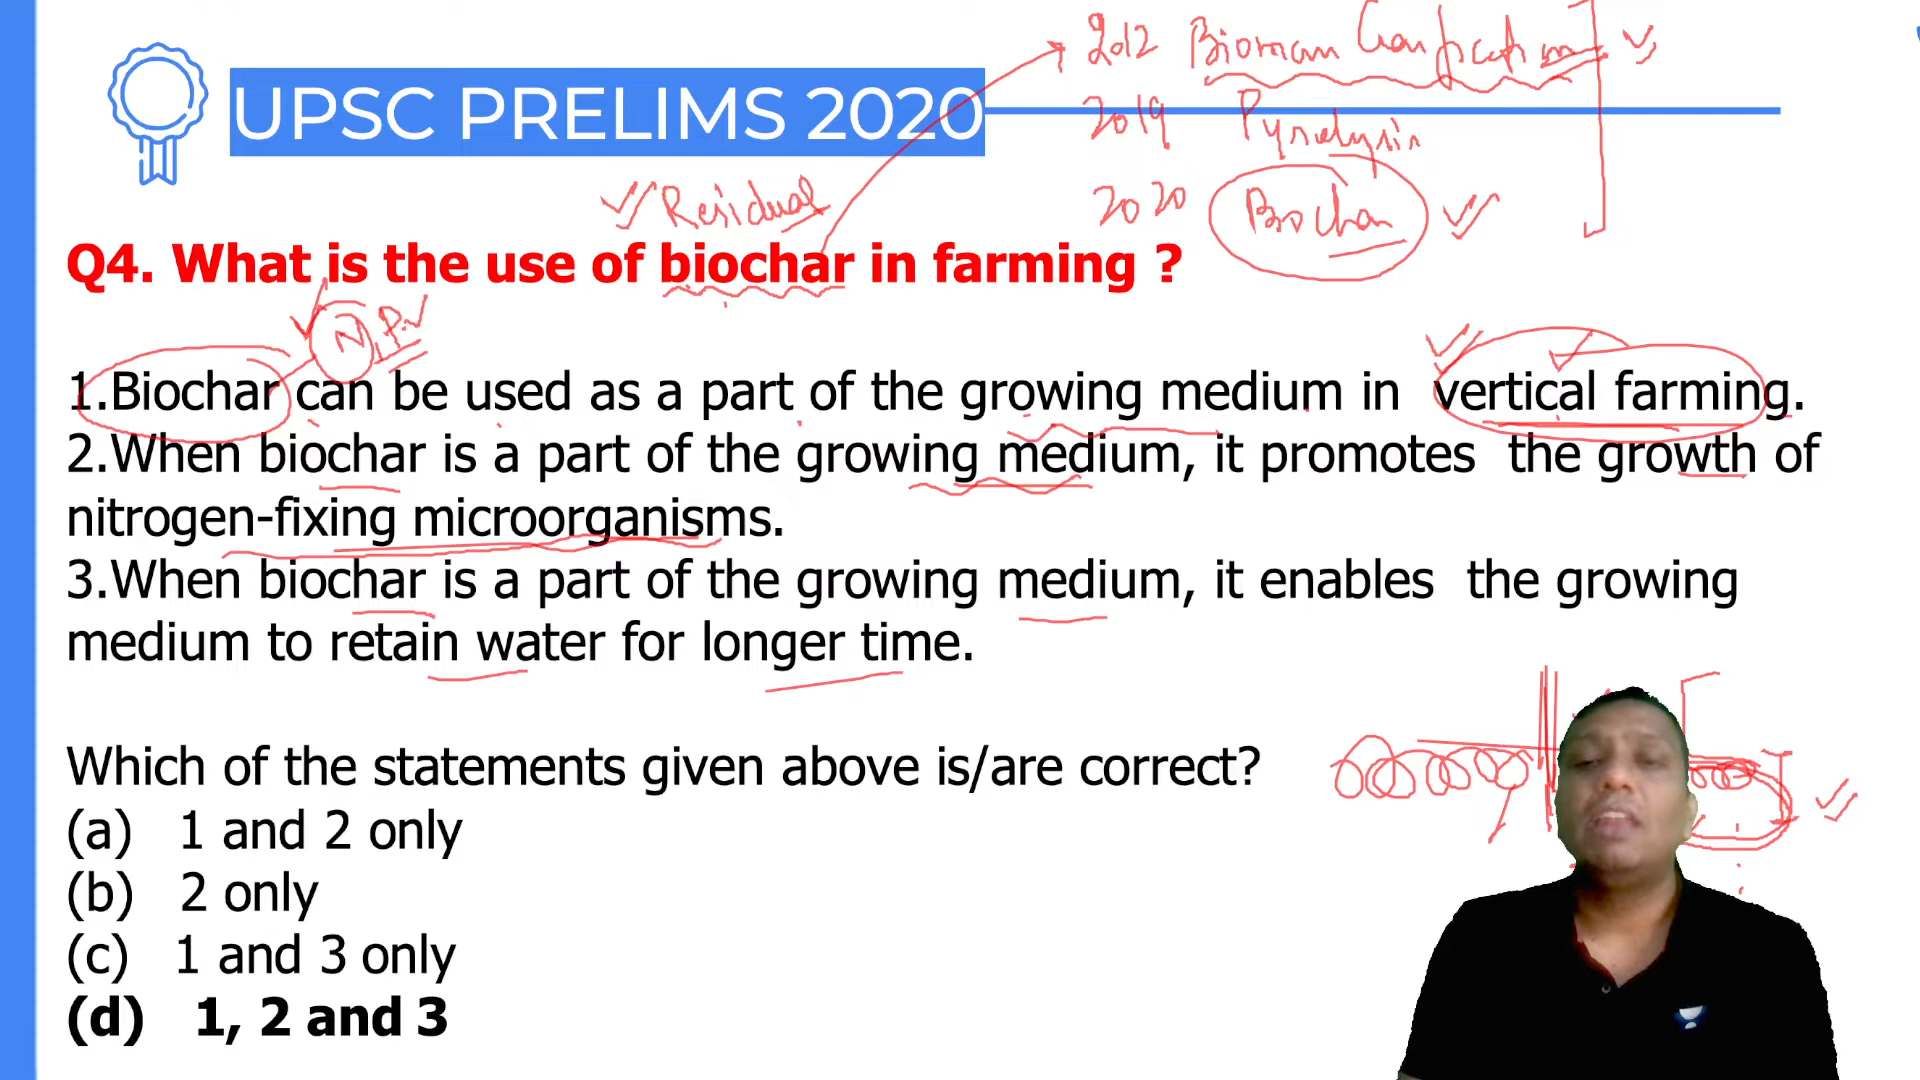 2012 Biomass Gasification
UPSC PRELIMS 2020
2019 Pyrolysis
Residual
2020 Biochar
Q4. What is the use of biochar in farming ?
N, P.
1.Biochar can be used as a part of the growing medium in vertical farming.
2.When biochar is a part of the growing medium, it promotes the growth of
nitrogen-fixing microorganisms.
3.When biochar is a part of the growing medium, it enables the growing
medium to retain water for longer time.
Which of the statements given above is/are correct?
(a) 1 and 2 only
(b) 2 only
(c) 1 and 3 only
(d) 1, 2 and 3